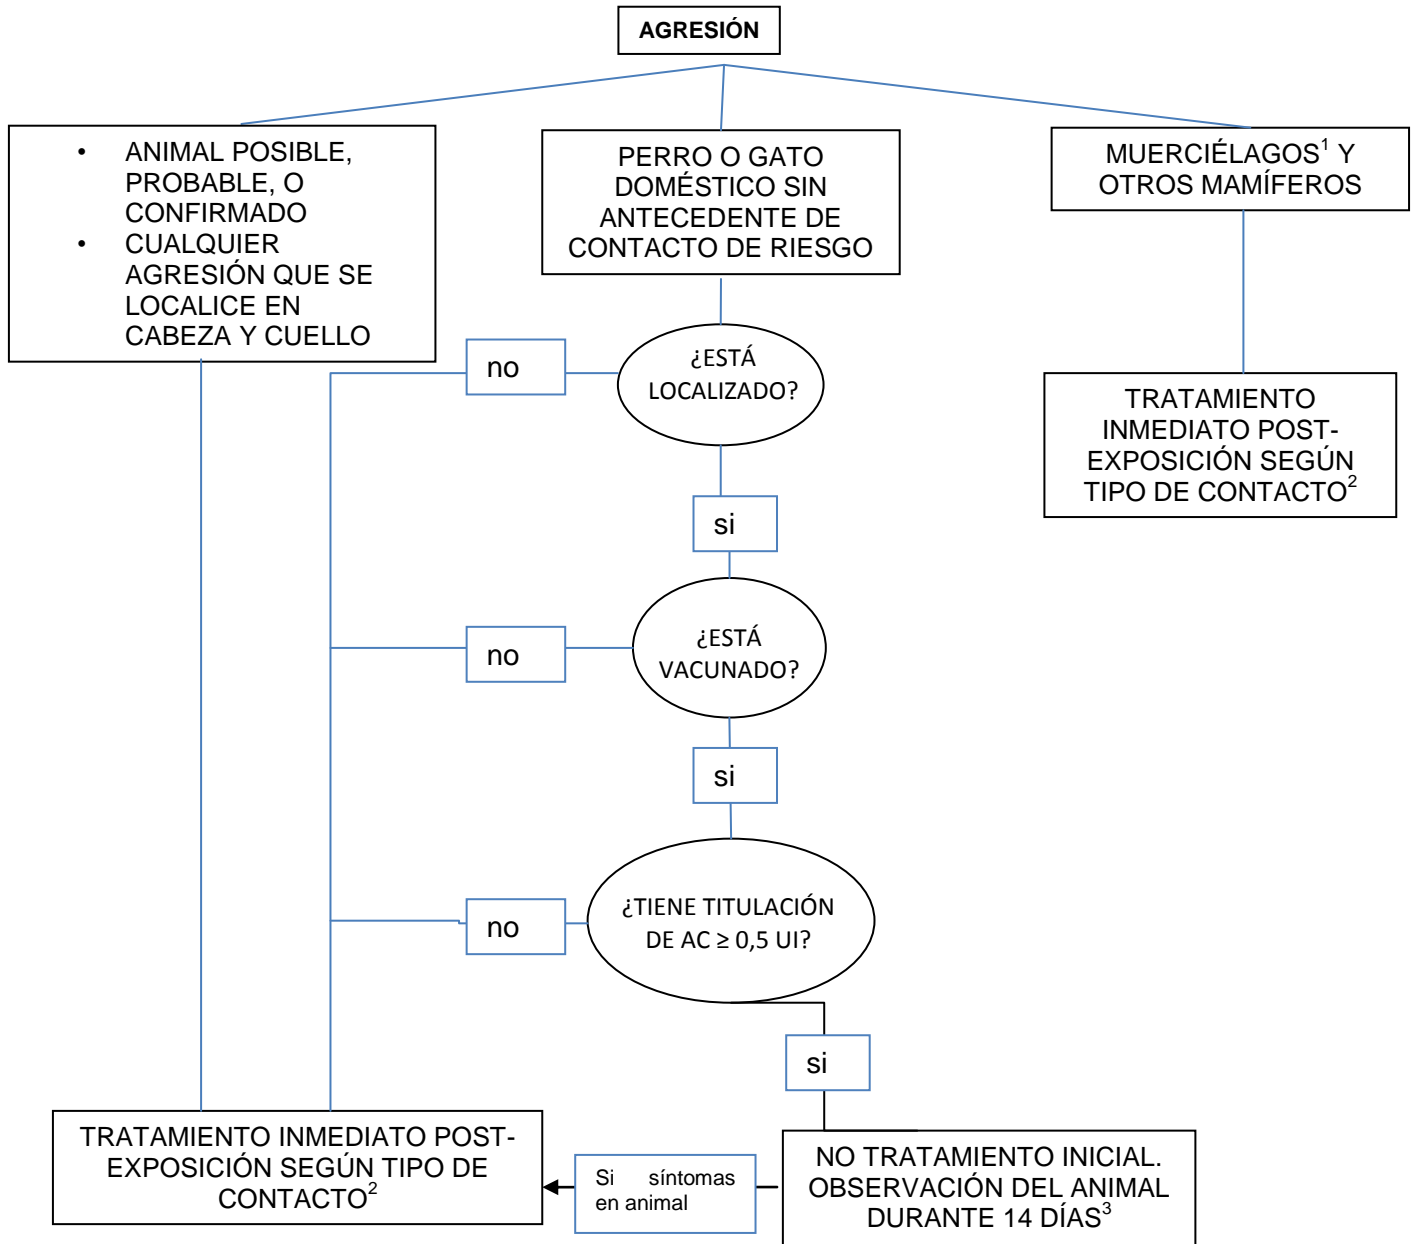 AGRESIÓN
• ANIMAL POSIBLE,
PROBABLE, O
CONFIRMADO
• CUALQUIER
AGRESIÓN QUE SE
LOCALICE EN
CABEZA Y CUELLO
PERRO O GATO
DOMÉSTICO SIN
ANTECEDENTE DE
CONTACTO DE RIESGO
MUERCIÉLAGOS¹ Y
OTROS MAMÍFEROS
¿ESTÁ
LOCALIZADO?
no
si
TRATAMIENTO
INMEDIATO POST-
EXPOSICIÓN SEGÚN
TIPO DE CONTACTO²
¿ESTÁ
VACUNADO?
no
si
¿TIENE TITULACIÓN
DE AC ≥ 0,5 UI?
no
si
TRATAMIENTO INMEDIATO POST-
EXPOSICIÓN SEGÚN TIPO DE
CONTACTO²
Si síntomas
en animal
NO TRATAMIENTO INICIAL.
OBSERVACIÓN DEL ANIMAL
DURANTE 14 DÍAS³